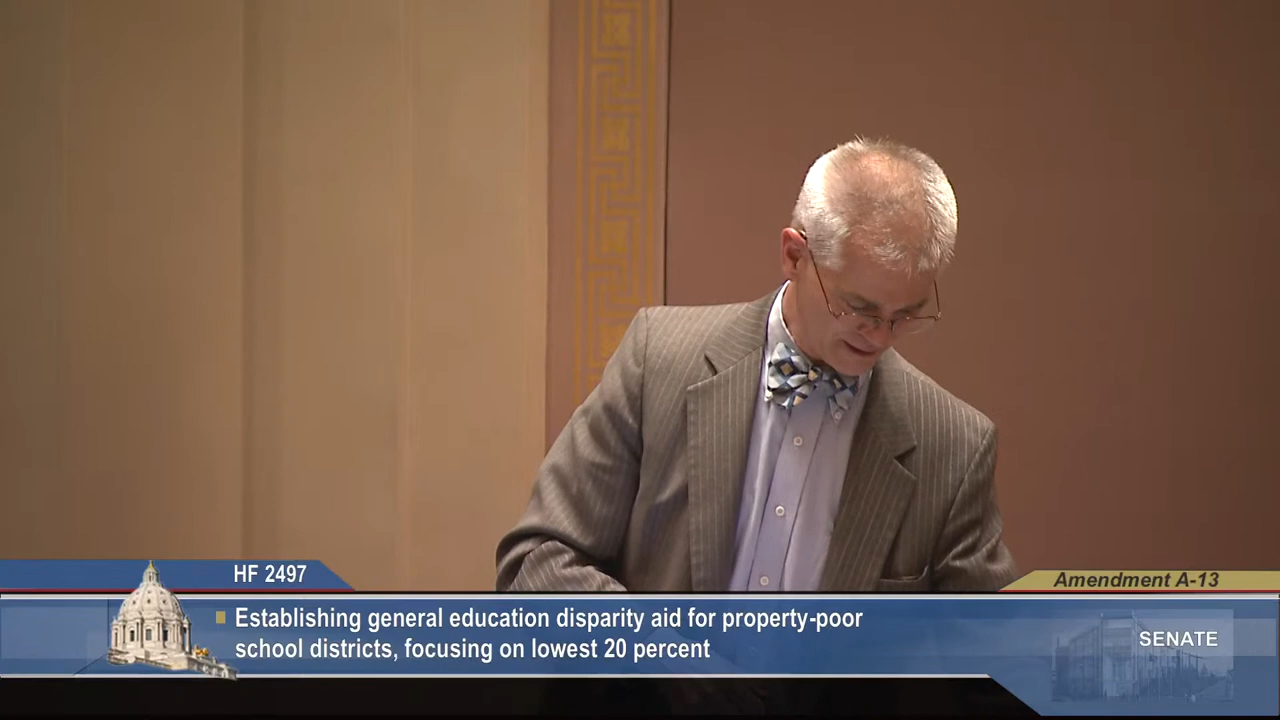 HF 2497
Amendment A-13
Establishing general education disparity aid for property-poor
school districts, focusing on lowest 20 percent
SENATE